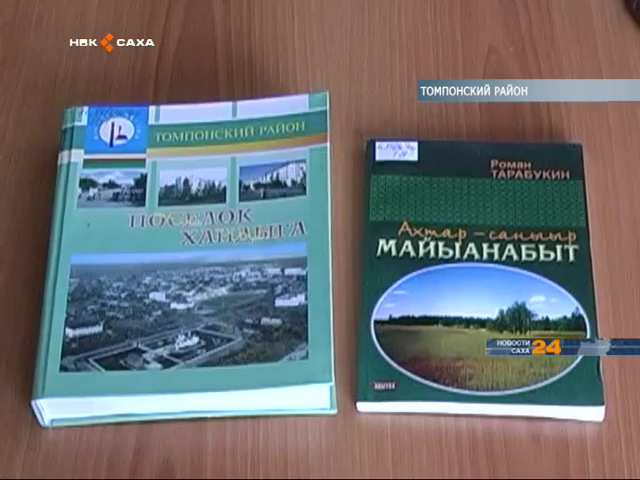 НВК САХА
ТОМПОНСКИЙ РАЙОН
ТОМПОНСКИЙ РАЙОН
ПОСЕЛОК
ХАНДЫГА
Роман
ТАРАБУКИН
Ахтар – саныыр
МАЙЫАНАБЫТ
НОВОСТИ
САХА 24